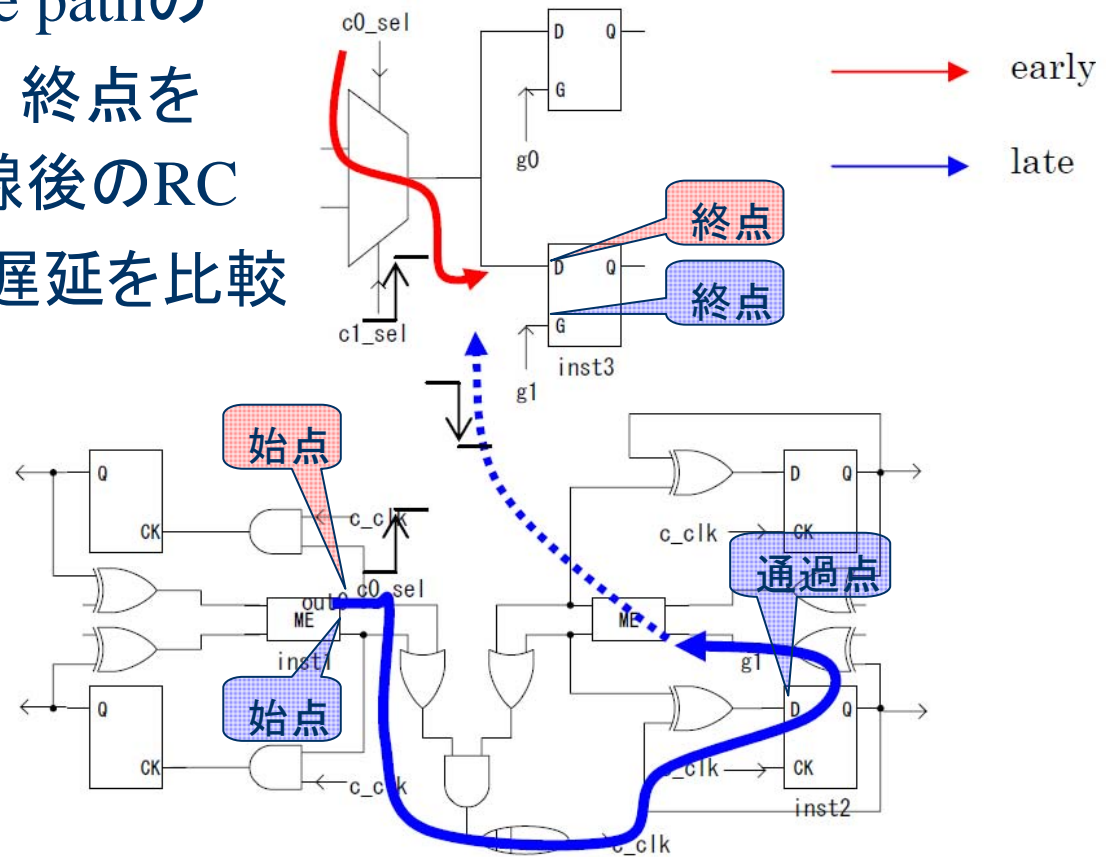 e pathの
終点を
線後のRC
遅延を比較
c0_sel
D Q
G
g0
early
late
終点
D Q
終点
G
inst3
g1
c1_sel
始点
Q
CK
c_clk
c0_sel
out0
ME
inst1
始点
Q
CK
c_clk
D Q
c_clk
CK
通過点
ME
g1
D Q
c_clk
CK
inst2
c_clk